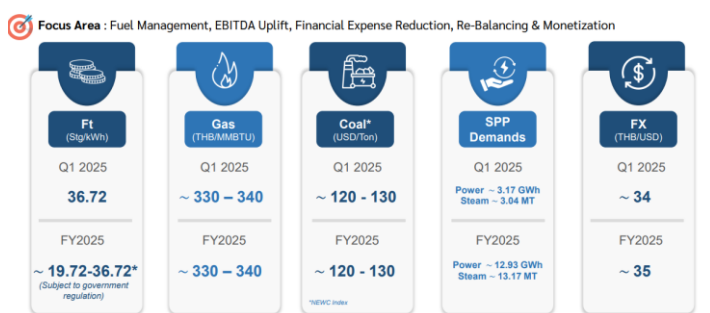 Focus Area : Fuel Management, EBITDA Uplift, Financial Expense Reduction, Re-Balancing & Monetization
Ft
(Stg/kWh)
Q1 2025
36.72
FY2025
~ 19.72-36.72*
(Subject to government
regulation)
Gas
(THB/MMBTU)
Q1 2025
~ 330 – 340
FY2025
~ 330 – 340
Coal*
(USD/Ton)
Q1 2025
~ 120 - 130
FY2025
~ 120 - 130
*NEWC Index
SPP
Demands
Q1 2025
Power ~ 3.17 GWh
Steam ~ 3.04 MT
FY2025
Power ~ 12.93 GWh
Steam ~ 13.17 MT
FX
(THB/USD)
Q1 2025
~ 34
FY2025
~ 35